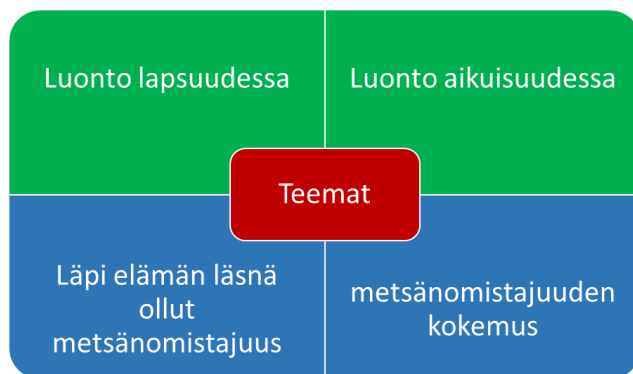 Luonto lapsuudessa
Luonto aikuisuudessa
Teemat
Läpi elämän läsnä
ollut
metsänomistajuus
metsänomistajuuden
kokemus